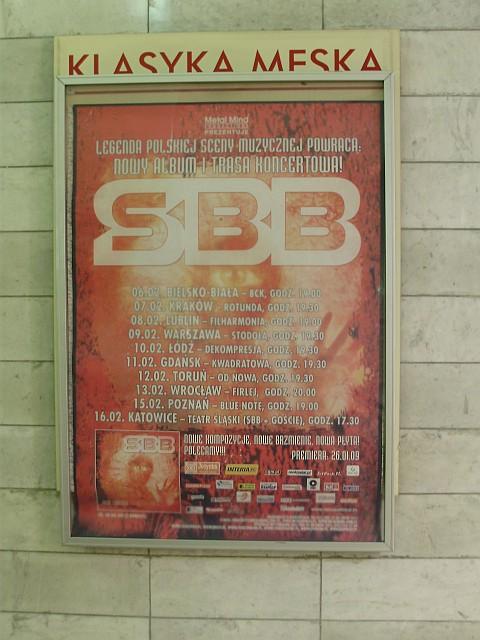 KLASYKA MĘSKA
Metal Mind
PREZENTUJE
LEGENDA POLSKIEJ SCENY MUZYCZNEJ POWRACA:
NOWY ALBUM I TRASA KONCERTOWA!
SBB
06.02. BIELSKO-BIAŁA – BCK, GODZ. 19.00
07.02. KRAKÓW – ROTUNDA, GODZ. 19.30
08.02. LUBLIN – FILHARMONIA, GODZ. 19.00
09.02. WARSZAWA – STODOŁA, GODZ. 19.30
10.02. ŁÓDŹ – DEKOMPRESJA, GODZ. 19.30
11.02. GDAŃSK – KWADRATOWA, GODZ. 19.30
12.02. TORUŃ – OD NOWA, GODZ. 19.30
13.02. WROCŁAW – FIRLEJ, GODZ. 20.00
15.02. POZNAŃ – BLUE NOTE, GODZ. 19.00
16.02. KATOWICE – TEATR ŚLĄSKI (SBB + GOŚCIE), GODZ. 17.30
SBB
NOWE KOMPOZYCJE, NOWE BRZMIENIE, NOWA PŁYTA!
POLECAMY!!!
PREMIERA: 26.01.09
INTERIA.PL